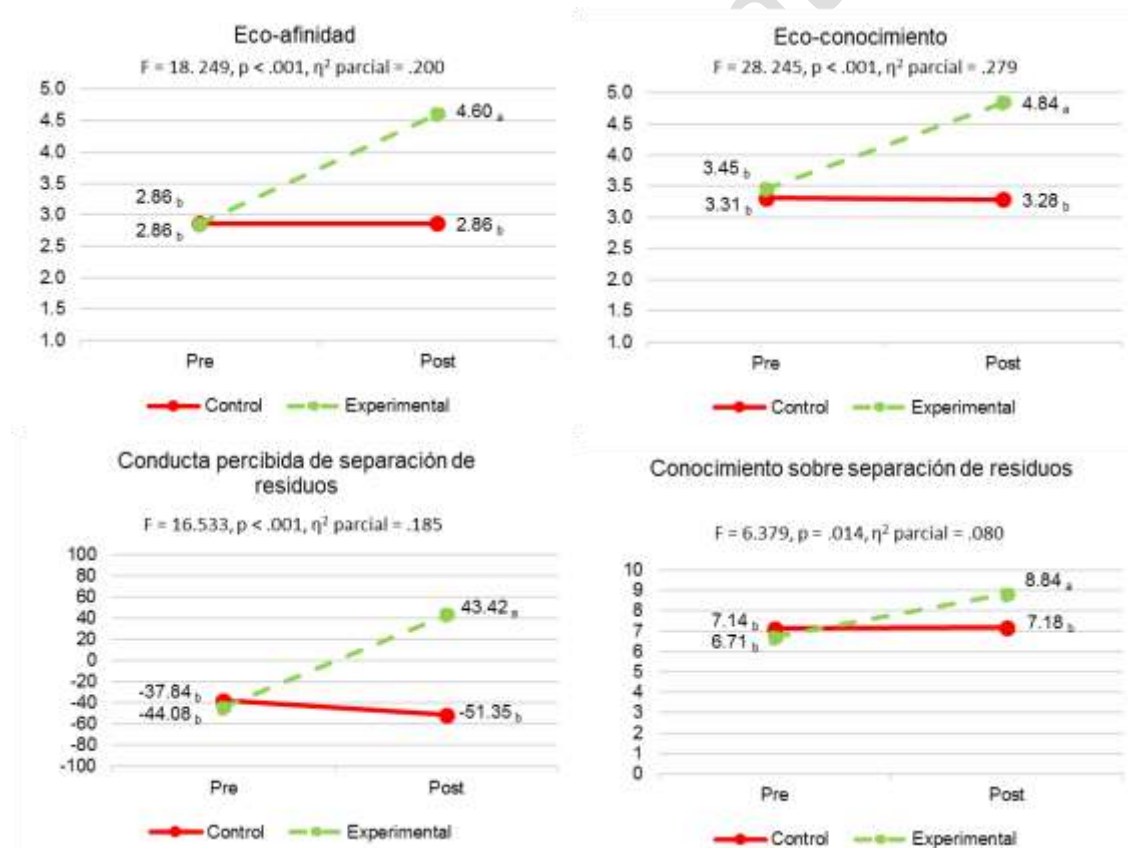 Eco-afinidad
F = 18. 249, p < .001, η² parcial = .200
5.0
4.5
4.0
3.5
3.0
2.5
2.0
1.5
1.0
4.60 a
2.86 b
2.86 b
2.86 b
Pre
Post
Control
Experimental
Eco-conocimiento
F = 28. 245, p < .001, η² parcial = .279
5.0
4.5
4.0
3.5
3.0
2.5
2.0
1.5
1.0
4.84 a
3.45 b
3.31 b
3.28 b
Pre
Post
Control
Experimental
Conducta percibida de separación de
residuos
F = 16.533, p < .001, η² parcial = .185
100
80
60
40
20
0
-20
-40
-60
-80
-100
43.42 a
-37.84 b
-44.08 b
-51.35 b
Pre
Post
Control
Experimental
Conocimiento sobre separación de residuos
F = 6.379, p = .014, η² parcial = .080
10
9
8
7
6
5
4
3
2
1
0
8.84 a
7.14 b
6.71 b
7.18 b
Pre
Post
Control
Experimental